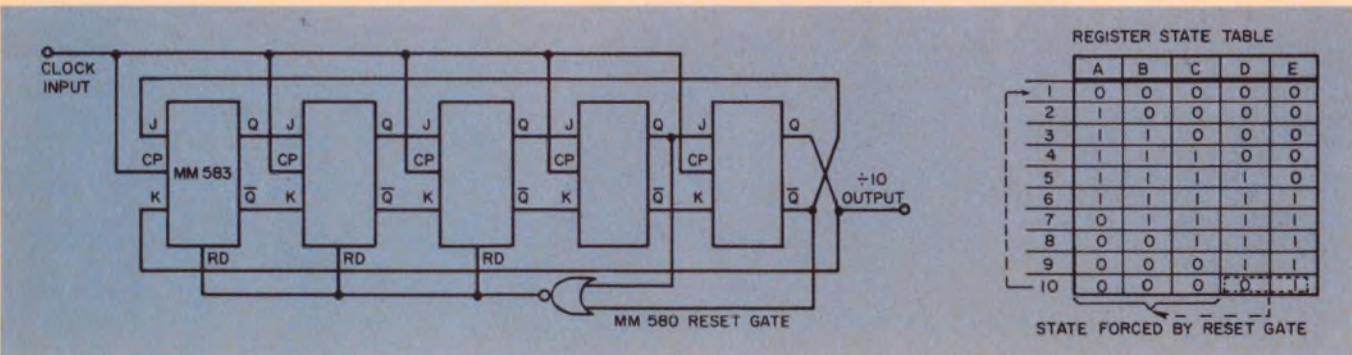 CLOCK
INPUT
J Q J Q J Q J Q J Q
CP CP CP CP CP
MM 583
K Q̅ K Q̅ K Q̅ K Q̅ K Q̅
÷10
OUTPUT
RD RD RD
MM 580 RESET GATE
REGISTER STATE TABLE
A B C D E
1 0 0 0 0 0
2 1 0 0 0 0
3 1 1 0 0 0
4 1 1 1 0 0
5 1 1 1 1 0
6 1 1 1 1 1
7 0 1 1 1 1
8 0 0 1 1 1
9 0 0 0 1 1
10 0 0 0 0 1
STATE FORCED BY RESET GATE